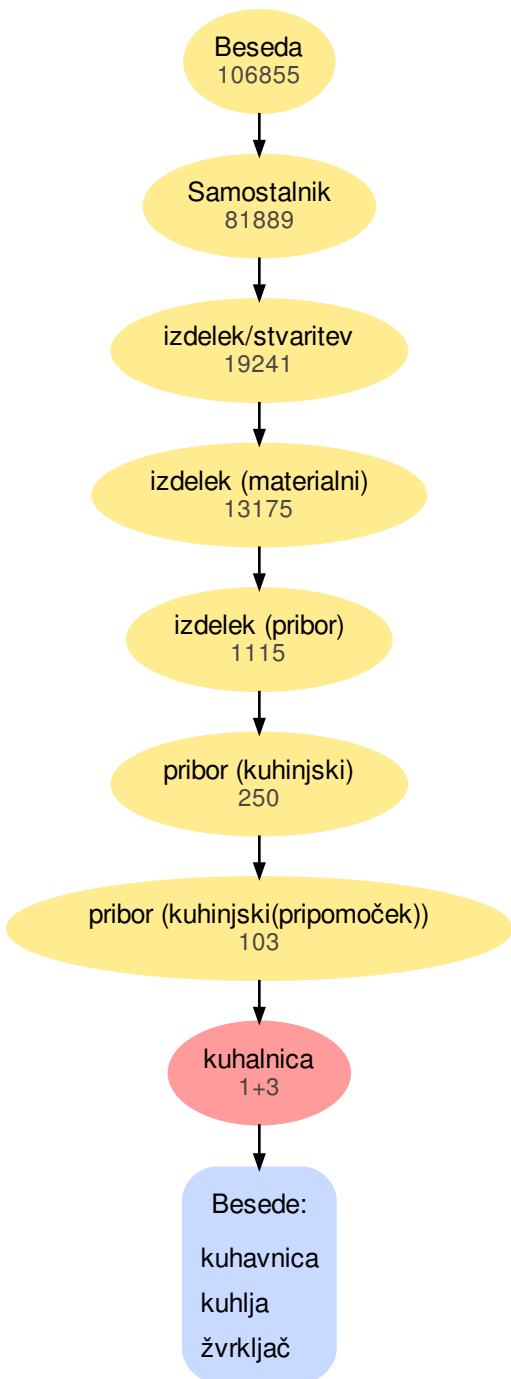 Beseda
106855
Samostalnik
81889
izdelek/stvaritev
19241
izdelek (materialni)
13175
izdelek (pribor)
1115
pribor (kuhinjski)
250
pribor (kuhinjski(pripomoček))
103
kuhalnica
1+3
Besede:
kuhavnica
kuhlja
žvrkljač